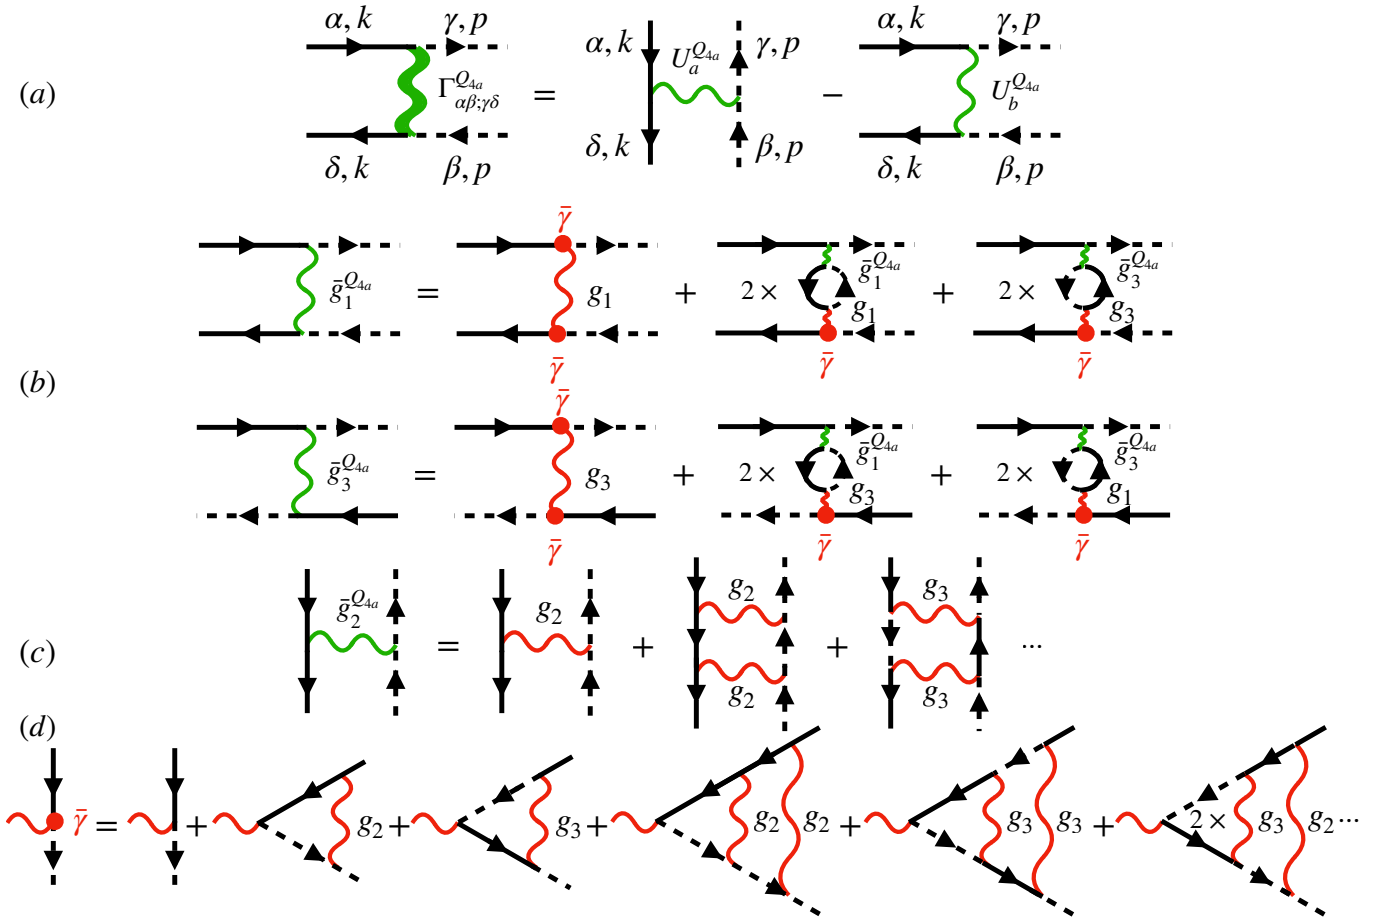 (a)
α, k γ, p
Γ^{Q_{4a}}_{αβ;γδ}
δ, k β, p
=
α, k γ, p
U_a^{Q_{4a}}
δ, k β, p
−
α, k γ, p
U_b^{Q_{4a}}
δ, k β, p
(b)
ḡ_1^{Q_{4a}} = γ̄ g_1 γ̄ + 2 × ḡ_1^{Q_{4a}} g_1 γ̄ + 2 × ḡ_3^{Q_{4a}} g_3 γ̄
ḡ_3^{Q_{4a}} = γ̄ g_3 γ̄ + 2 × ḡ_1^{Q_{4a}} g_3 γ̄ + 2 × ḡ_3^{Q_{4a}} g_1 γ̄
(c)
ḡ_2^{Q_{4a}} = g_2 + g_2 g_2 + g_3 g_3 ...
(d)
γ̄ = + g_2 + g_3 + g_2 g_2 + g_3 g_3 + 2 × g_3 g_2 ...